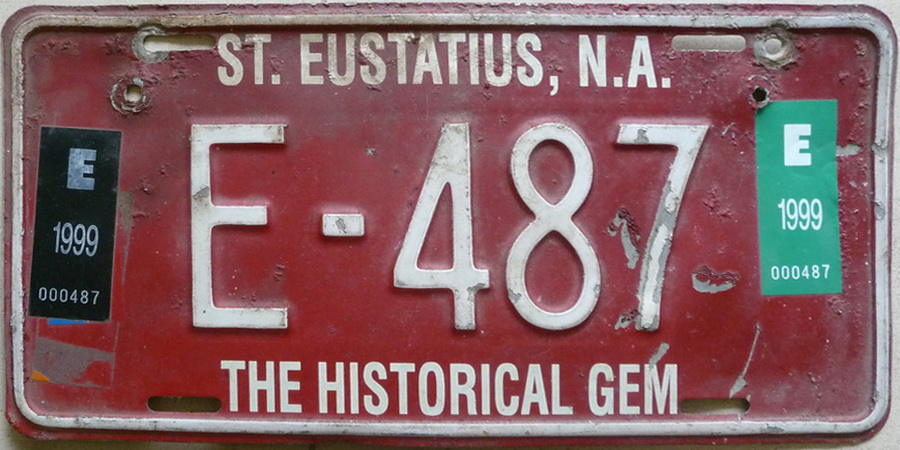 ST. EUSTATIUS, N.A.
E
1999
000487
E-487
E
1999
000487
THE HISTORICAL GEM